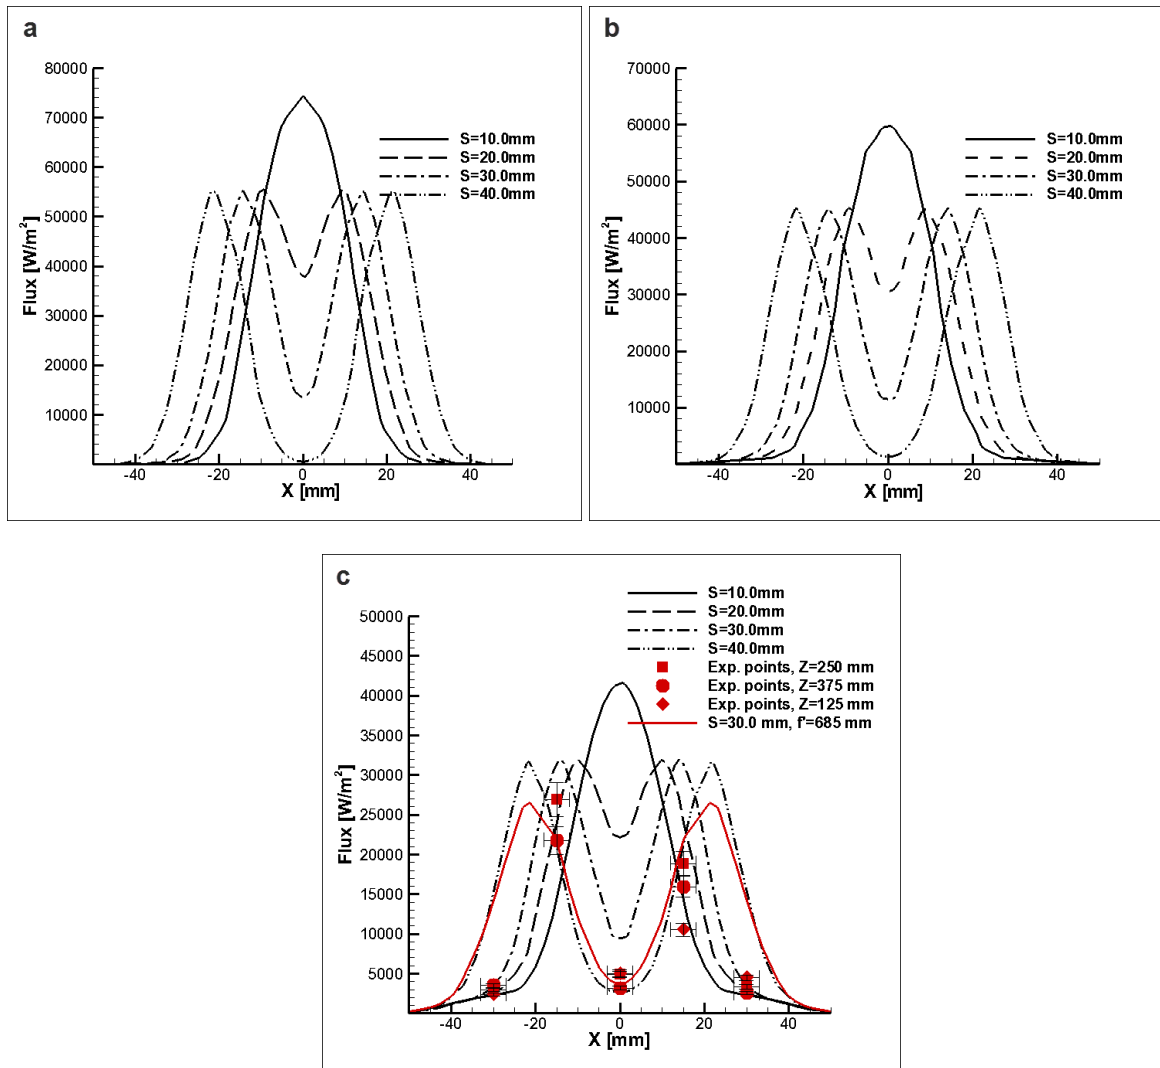 a
80000
70000
60000
50000
40000
30000
20000
10000
Flux [W/m²]
-40
-20
0
20
40
X [mm]
S=10.0mm
S=20.0mm
S=30.0mm
S=40.0mm
b
70000
60000
50000
40000
30000
20000
10000
Flux [W/m²]
-40
-20
0
20
40
X [mm]
S=10.0mm
S=20.0mm
S=30.0mm
S=40.0mm
c
50000
45000
40000
35000
30000
25000
20000
15000
10000
5000
Flux [W/m²]
-40
-20
0
20
40
X [mm]
S=10.0mm
S=20.0mm
S=30.0mm
S=40.0mm
Exp. points, Z=250 mm
Exp. points, Z=375 mm
Exp. points, Z=125 mm
S=30.0 mm, f'=685 mm